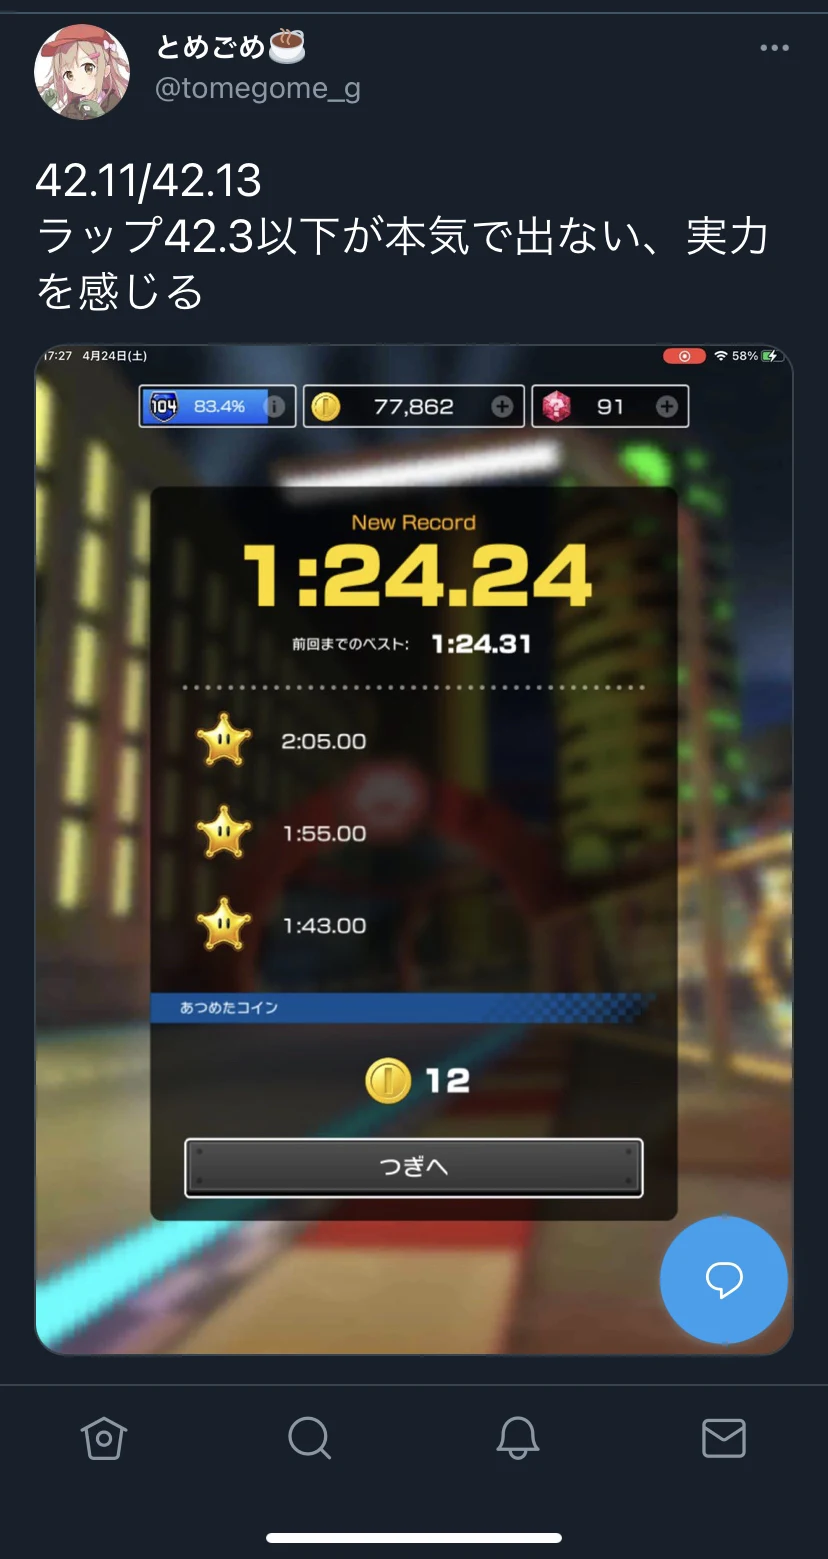 とめごめ☕
@tomegome_g
42.11/42.13
ラップ42.3以下が本気で出ない、実力
を感じる
17:27 4月24日(土)
58%
104 83.4%
77,862
91
New Record
1:24.24
前回までのベスト: 1:24.31
2:05.00
1:55.00
1:43.00
あつめたコイン
12
つぎへ